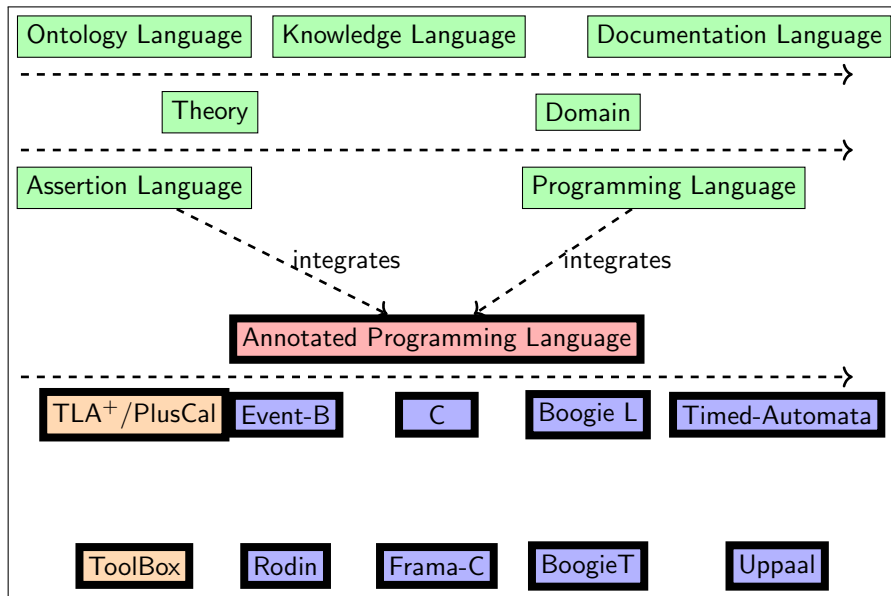 Ontology Language Knowledge Language Documentation Language
Theory Domain
Assertion Language Programming Language
integrates integrates
Annotated Programming Language
TLA⁺/PlusCal Event-B C Boogie L Timed-Automata
ToolBox Rodin Frama-C BoogieT Uppaal